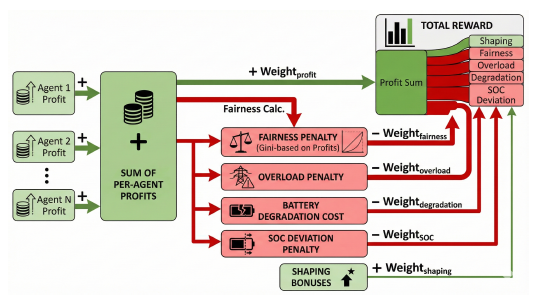 TOTAL REWARD
Shaping
Fairness
Overload
Degradation
SOC
Deviation
Profit Sum
+ Weightprofit
Agent 1
Profit
+
Fairness Calc.
Agent 2
Profit
+
Agent N
Profit
+
+
SUM OF
PER-AGENT
PROFITS
FAIRNESS PENALTY
(Gini-based on Profits)
− Weightfairness
OVERLOAD PENALTY
− Weightoverload
BATTERY
DEGRADATION COST
− Weightdegradation
SOC DEVIATION
PENALTY
− WeightSOC
SHAPING
BONUSES
+ Weightshaping